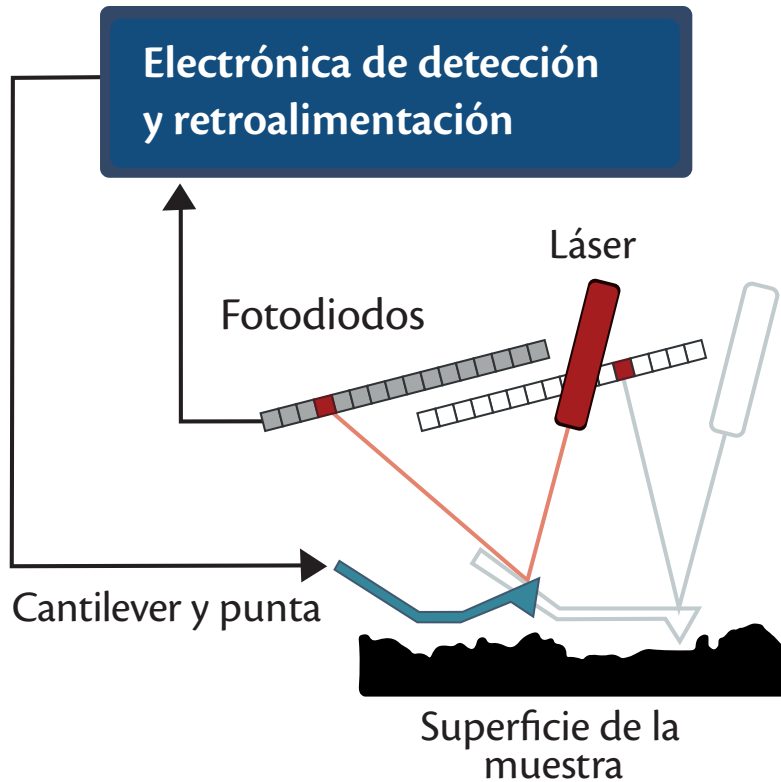 Electrónica de detección
y retroalimentación
Láser
Fotodiodos
Cantilever y punta
Superficie de la
muestra